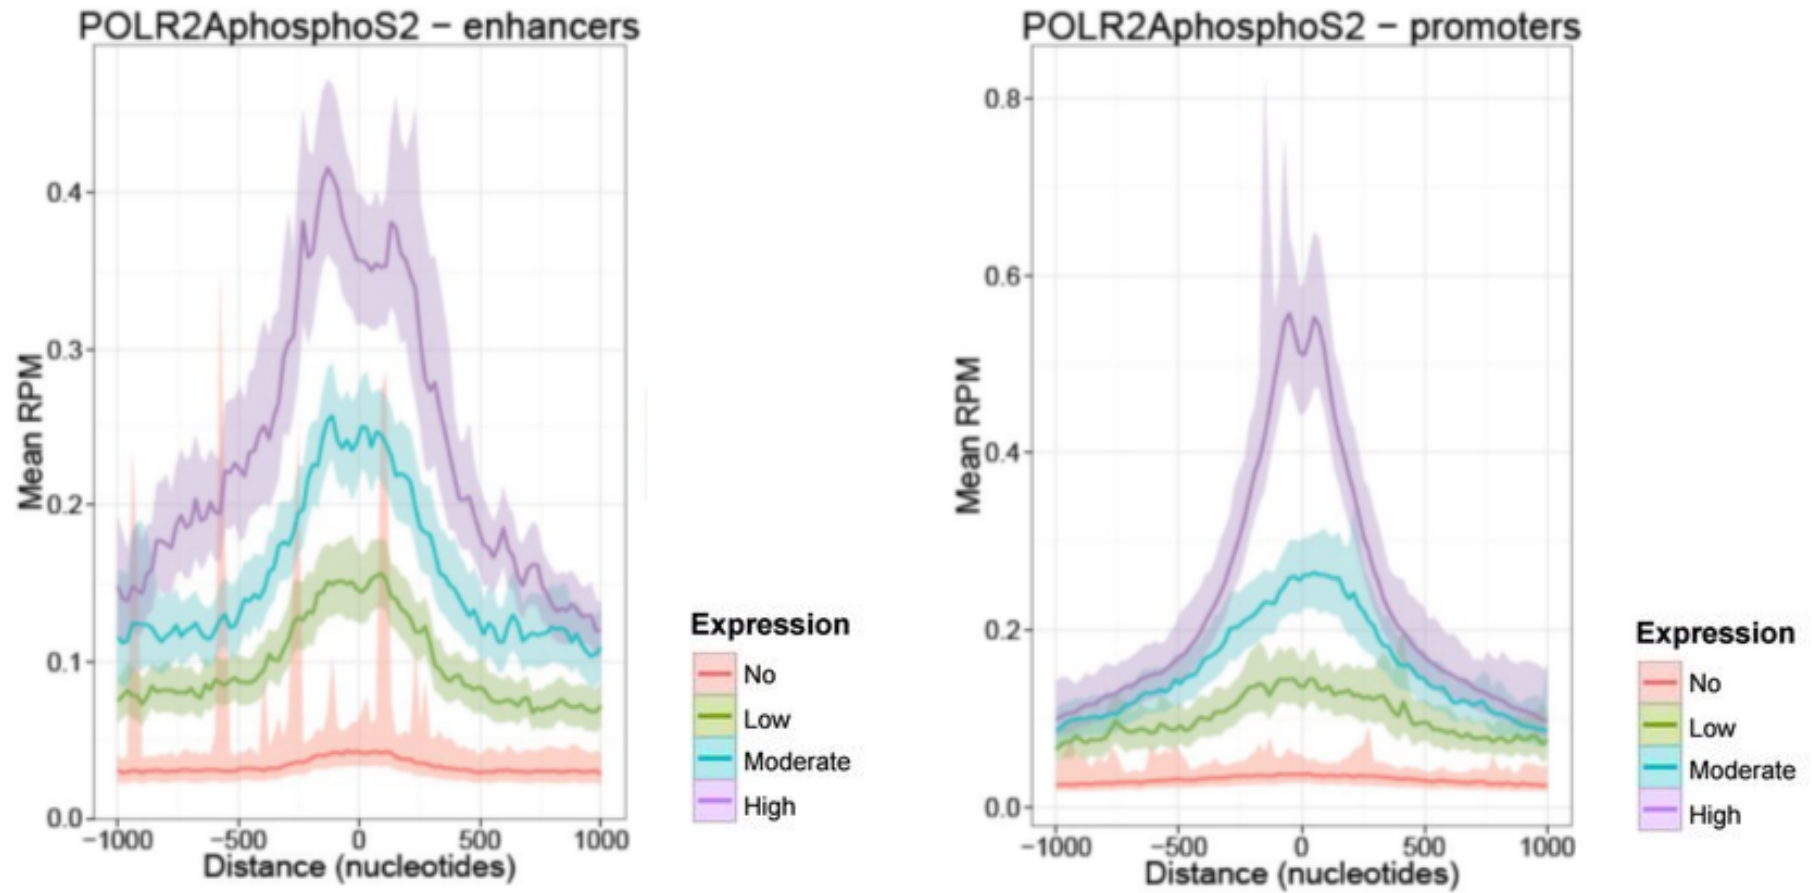 POLR2AphosphoS2 − enhancers
Mean RPM
0.4
0.3
0.2
0.1
0.0
−1000 −500 0 500 1000
Distance (nucleotides)
Expression
No
Low
Moderate
High
POLR2AphosphoS2 − promoters
Mean RPM
0.8
0.6
0.4
0.2
0.0
−1000 −500 0 500 1000
Distance (nucleotides)
Expression
No
Low
Moderate
High